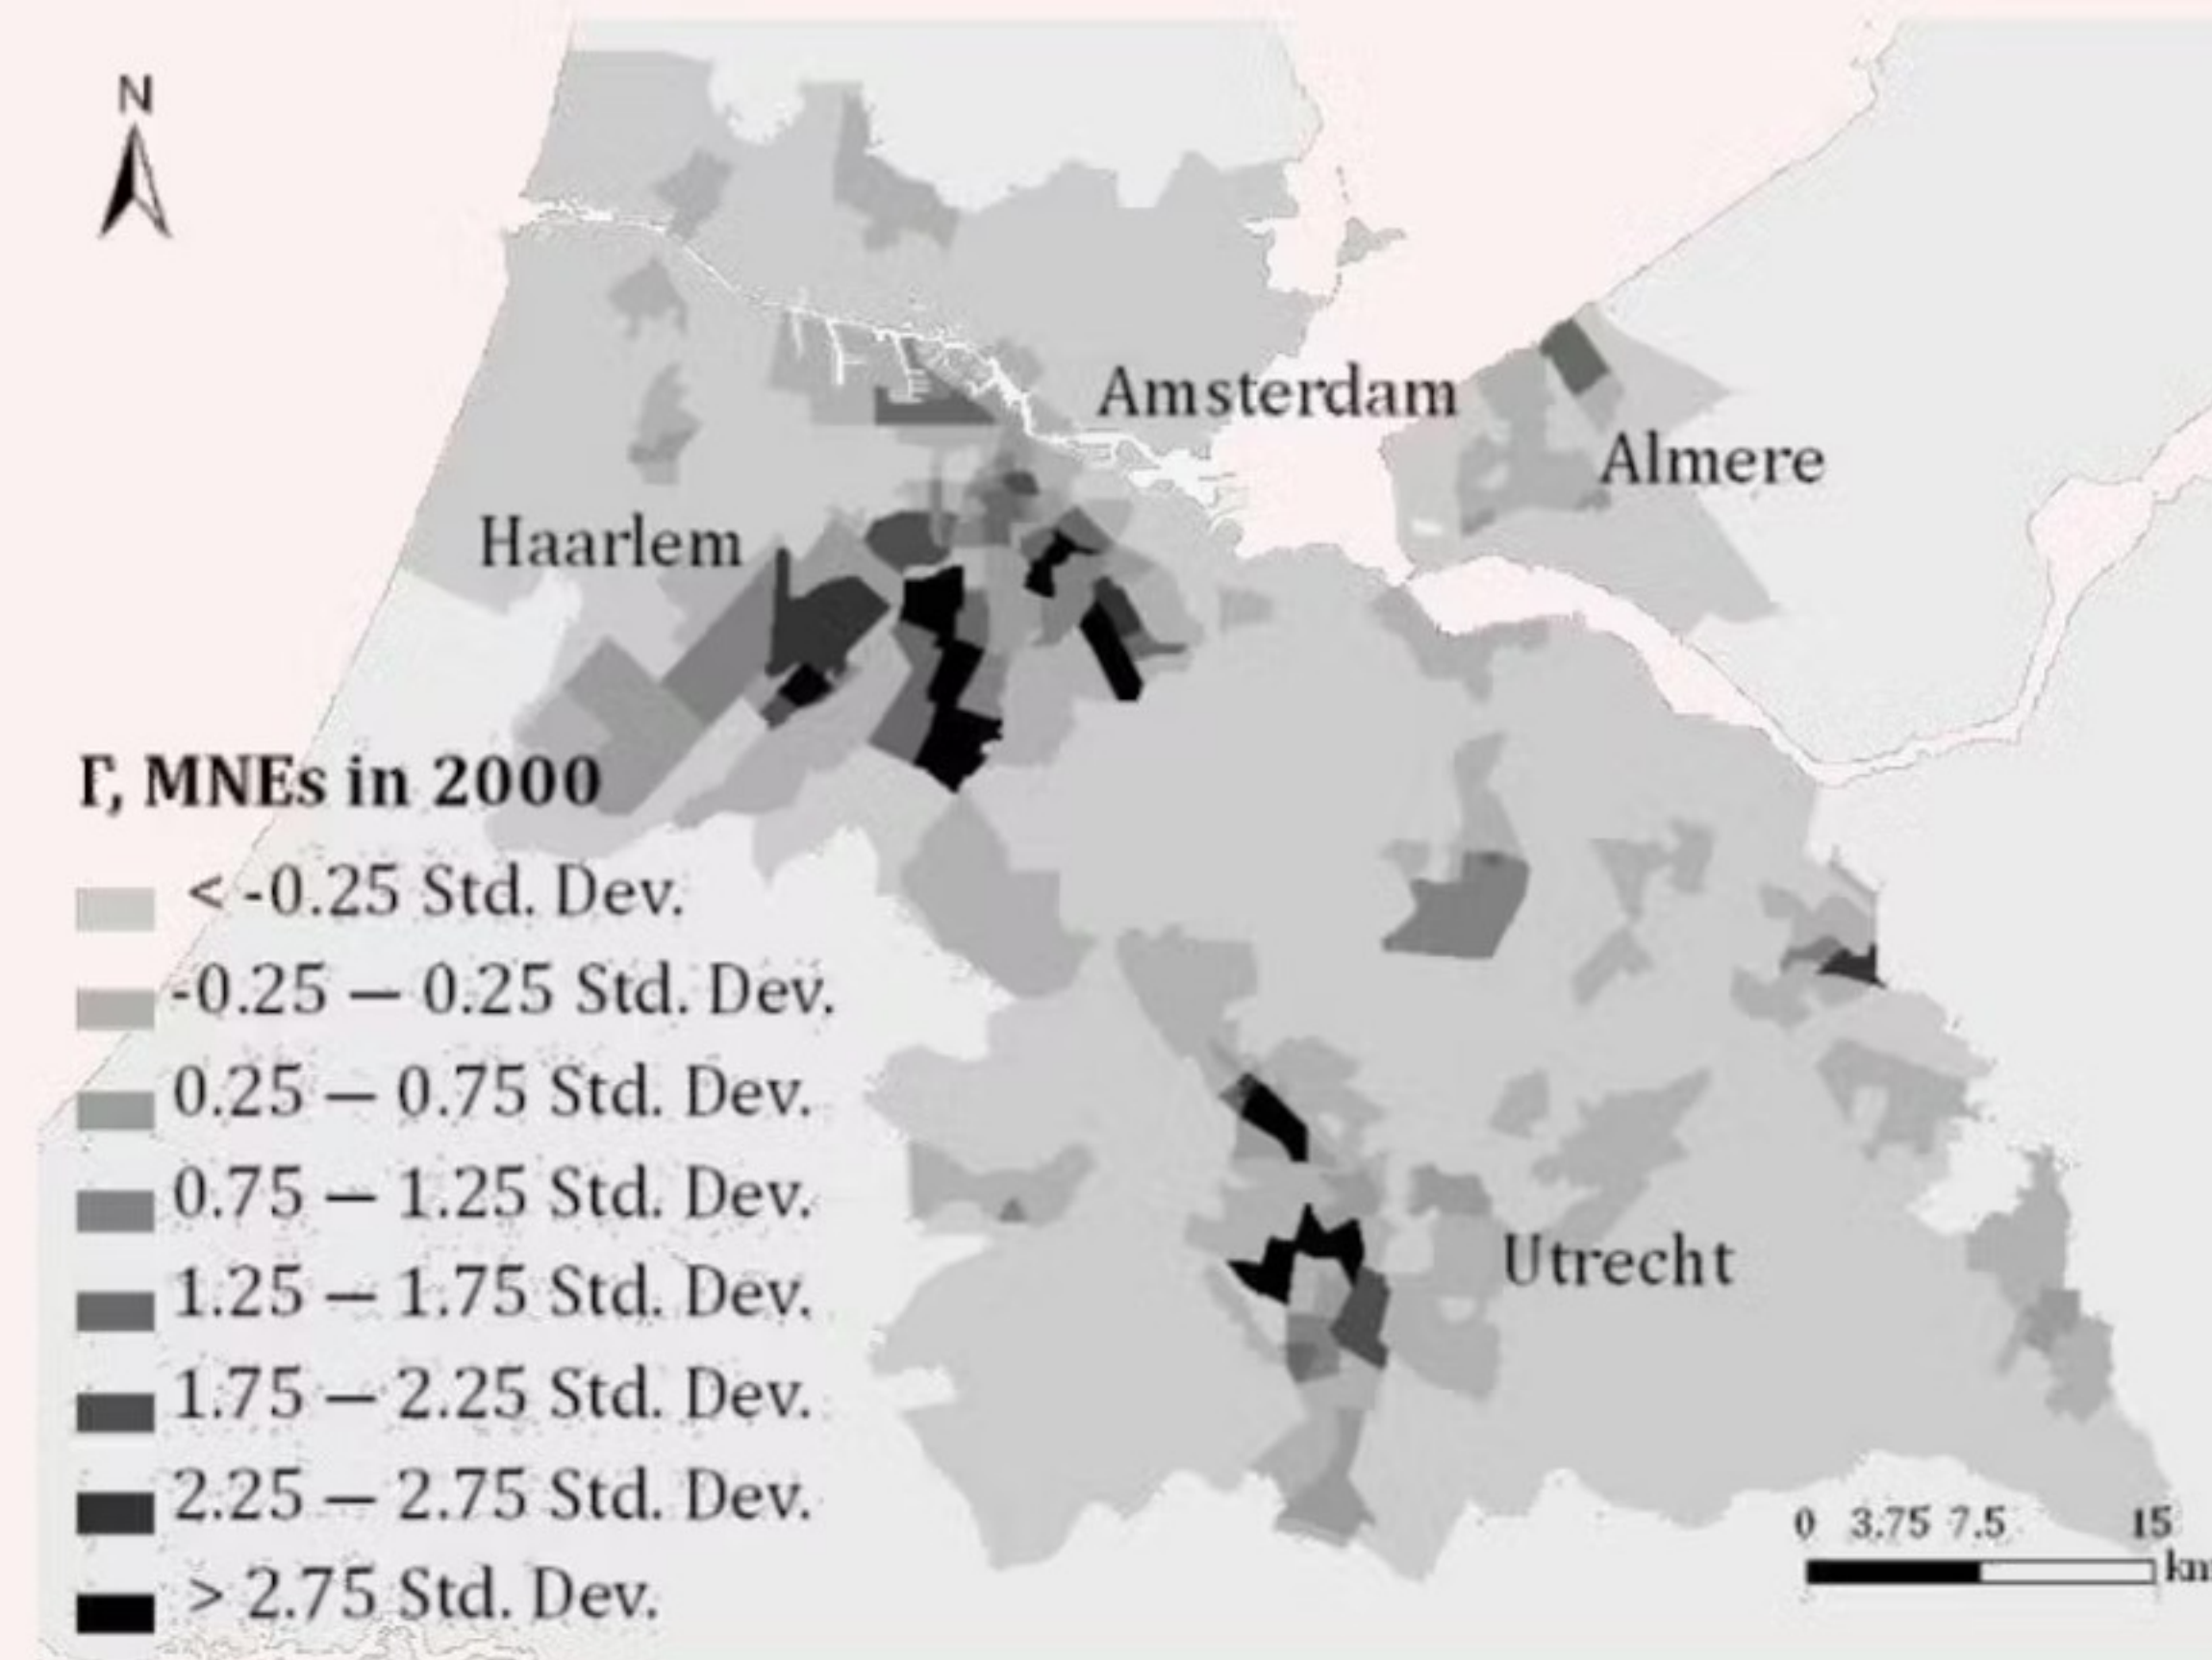 N
Amsterdam
Almere
Haarlem
Γ, MNEs in 2000
< -0.25 Std. Dev.
-0.25 — 0.25 Std. Dev.
0.25 — 0.75 Std. Dev.
0.75 — 1.25 Std. Dev.
1.25 — 1.75 Std. Dev.
1.75 — 2.25 Std. Dev.
2.25 — 2.75 Std. Dev.
> 2.75 Std. Dev.
Utrecht
0 3.75 7.5 15
km